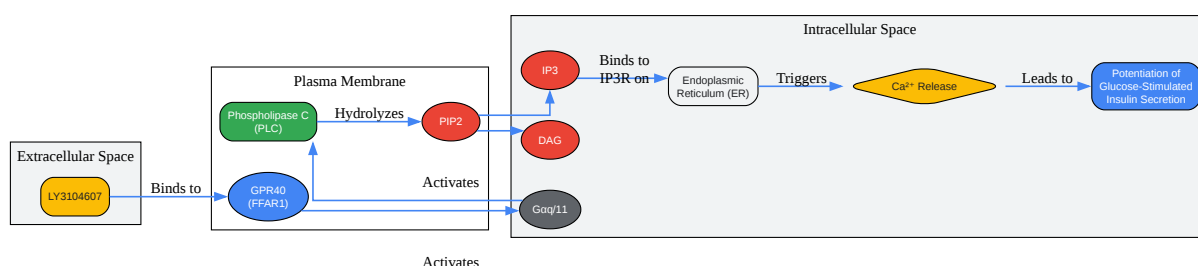 Extracellular Space
LY3104607
Binds to
Plasma Membrane
Phospholipase C
(PLC)
Hydrolyzes
PIP2
GPR40
(FFAR1)
Activates
Activates
Intracellular Space
IP3
DAG
Gαq/11
Binds to
IP3R on
Endoplasmic
Reticulum (ER)
Triggers
Ca²⁺ Release
Leads to
Potentiation of
Glucose-Stimulated
Insulin Secretion